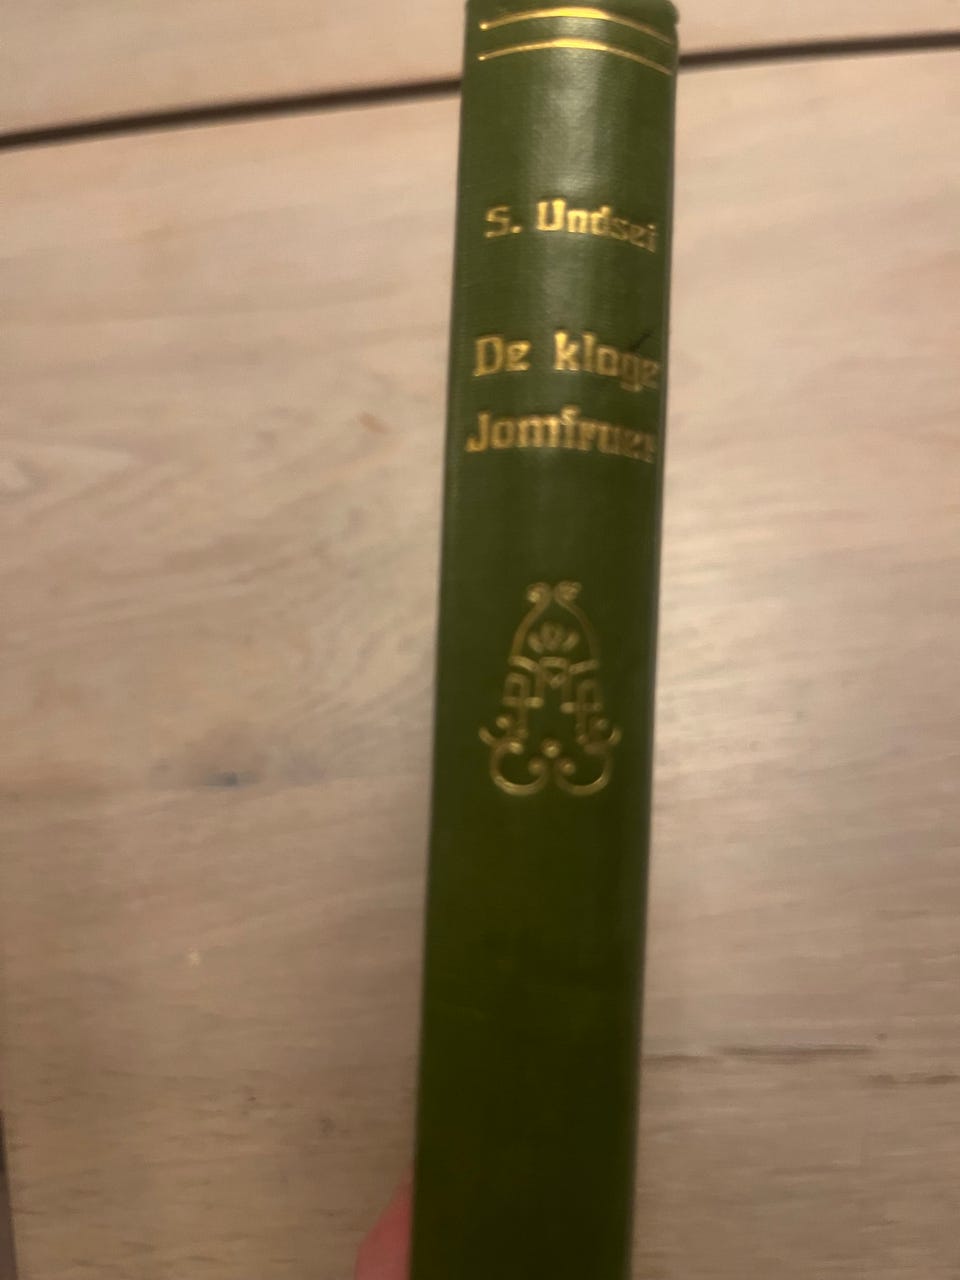 S. Undset
De kloge
Jomfruer